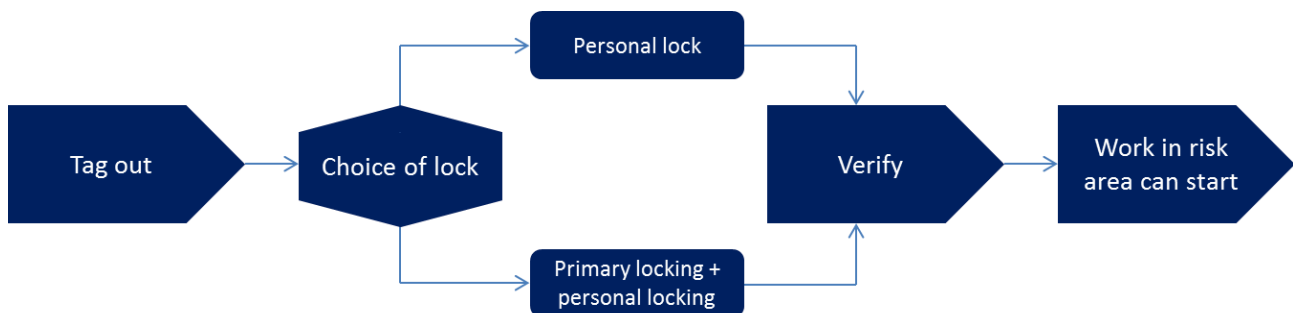 Tag out
Choice of lock
Personal lock
Primary locking +
personal locking
Verify
Work in risk
area can start